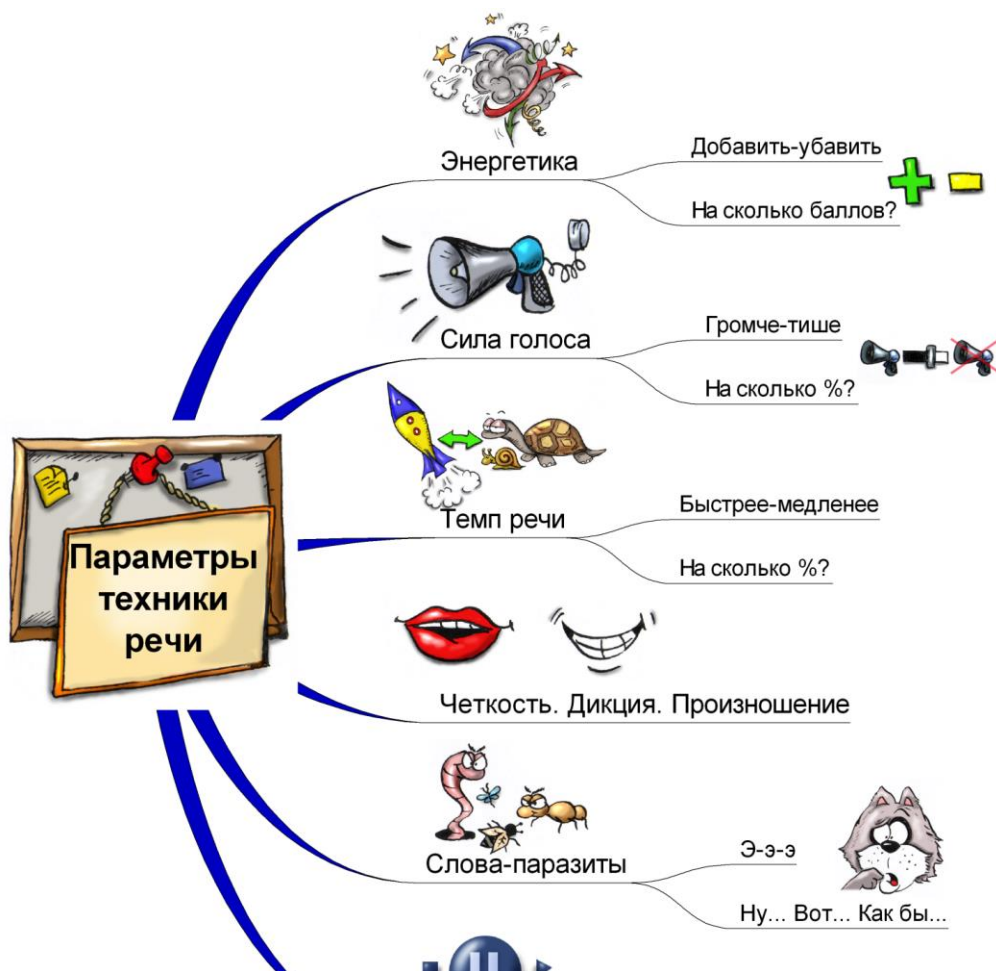 Энергетика
Добавить-убавить
На сколько баллов?
Сила голоса
Громче-тише
На сколько %?
Темп речи
Быстрее-медленее
На сколько %?
Параметры
техники
речи
Четкость. Дикция. Произношение
Слова-паразиты
Э-э-э
Ну... Вот... Как бы...